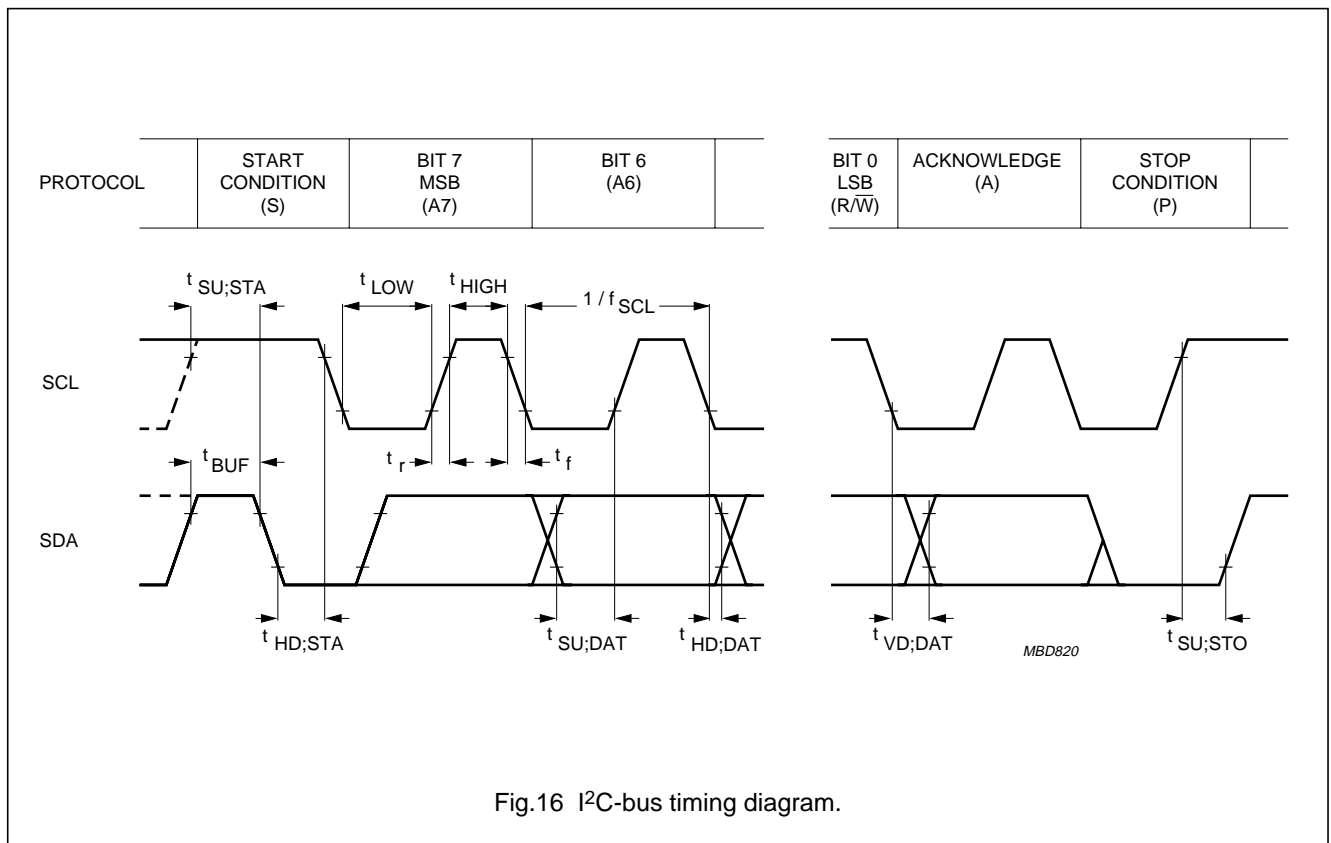 PROTOCOL
START
CONDITION
(S)
BIT 7
MSB
(A7)
BIT 6
(A6)
BIT 0
LSB
(R/W̅)
ACKNOWLEDGE
(A)
STOP
CONDITION
(P)
t SU;STA
t LOW
t HIGH
1 / f SCL
SCL
t BUF
t r
t f
SDA
t HD;STA
t SU;DAT
t HD;DAT
t VD;DAT
MBD820
t SU;STO
Fig.16 I²C-bus timing diagram.